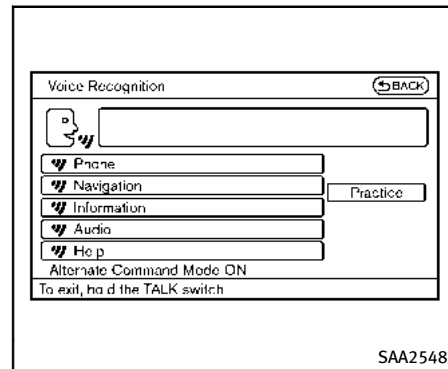 Voice Recognition
BACK
Phone
Navigation
Practice
Information
Audio
Help
Alternate Command Mode ON
To exit, hold the TALK switch
SAA2548